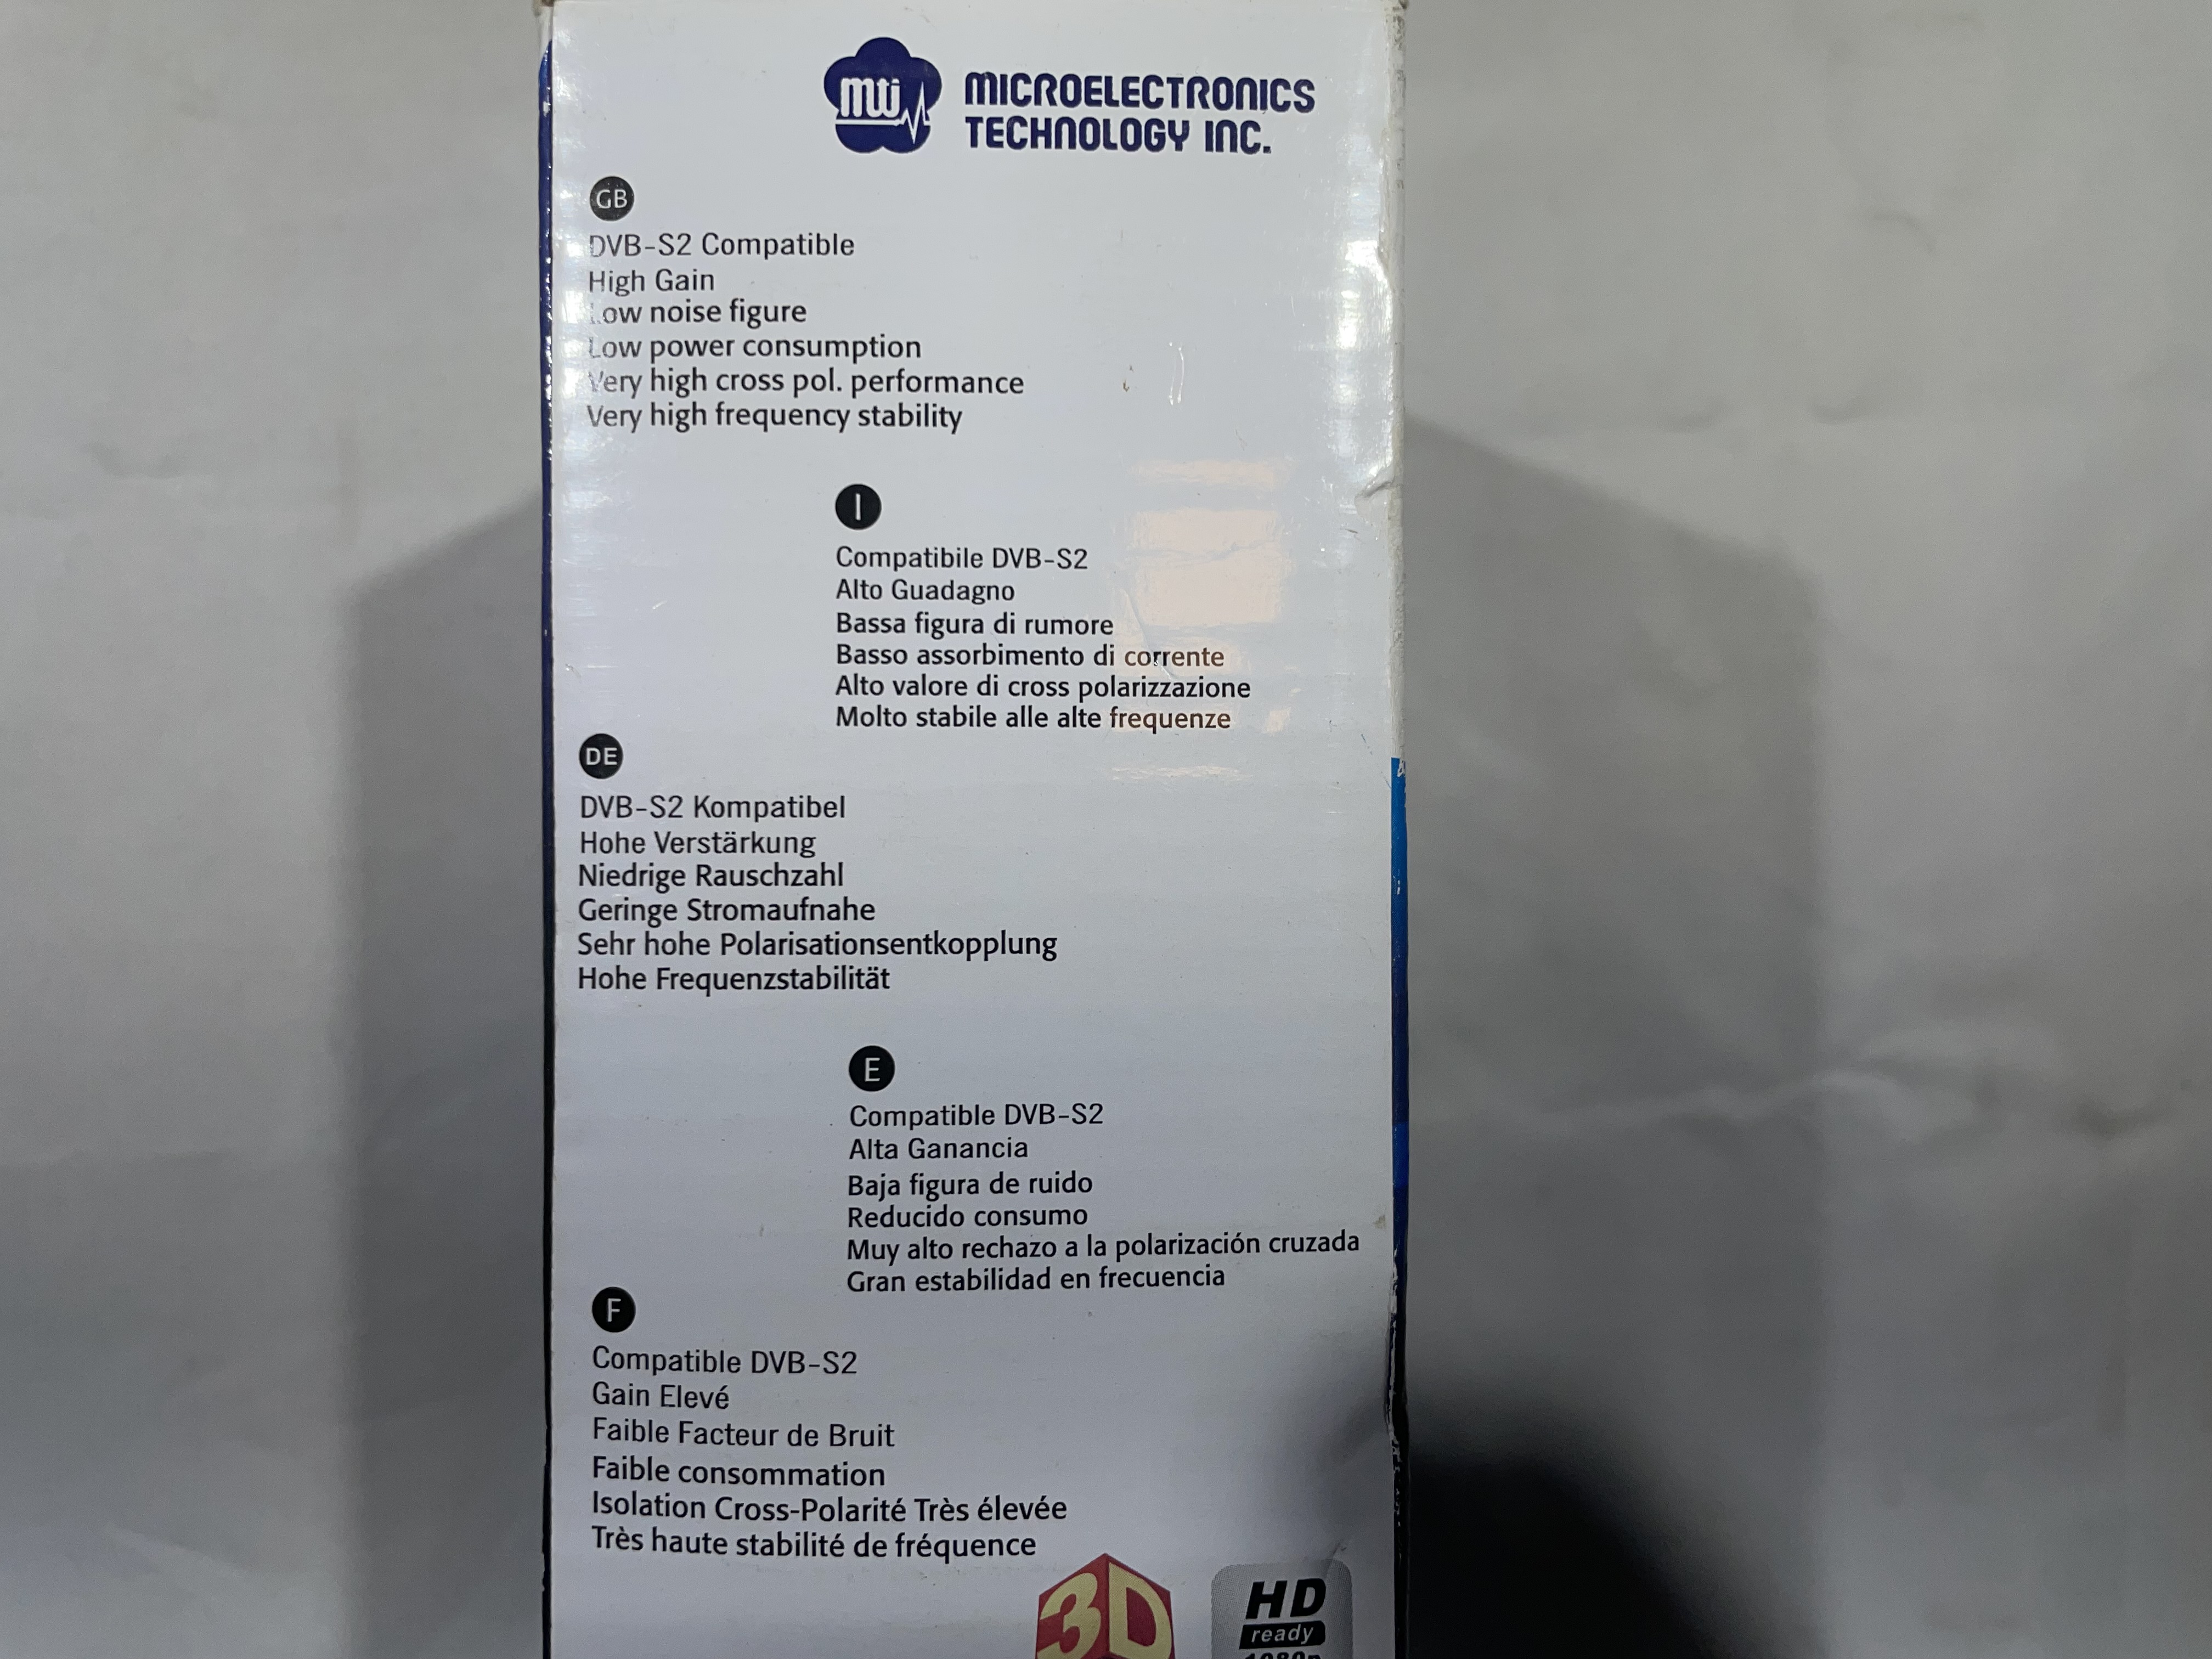 mti MICROELECTRONICS
TECHNOLOGY INC.
GB
DVB-S2 Compatible
High Gain
Low noise figure
Low power consumption
Very high cross pol. performance
Very high frequency stability
I
Compatibile DVB-S2
Alto Guadagno
Bassa figura di rumore
Basso assorbimento di corrente
Alto valore di cross polarizzazione
Molto stabile alle alte frequenze
DE
DVB-S2 Kompatibel
Hohe Verstärkung
Niedrige Rauschzahl
Geringe Stromaufnahe
Sehr hohe Polarisationsentkopplung
Hohe Frequenzstabilität
E
Compatible DVB-S2
Alta Ganancia
Baja figura de ruido
Reducido consumo
Muy alto rechazo a la polarización cruzada
Gran estabilidad en frecuencia
F
Compatible DVB-S2
Gain Elevé
Faible Facteur de Bruit
Faible consommation
Isolation Cross-Polarité Très élevée
Très haute stabilité de fréquence
3D
HD
ready
1080p